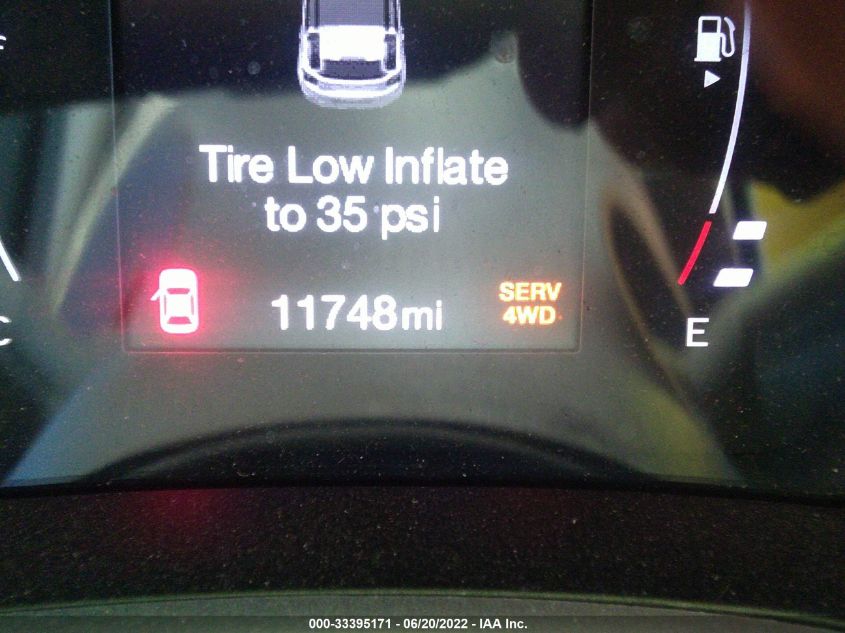 Tire Low Inflate
to 35 psi
11748mi
SERV
4WD
E
C
000-33395171 - 06/20/2022 - IAA Inc.